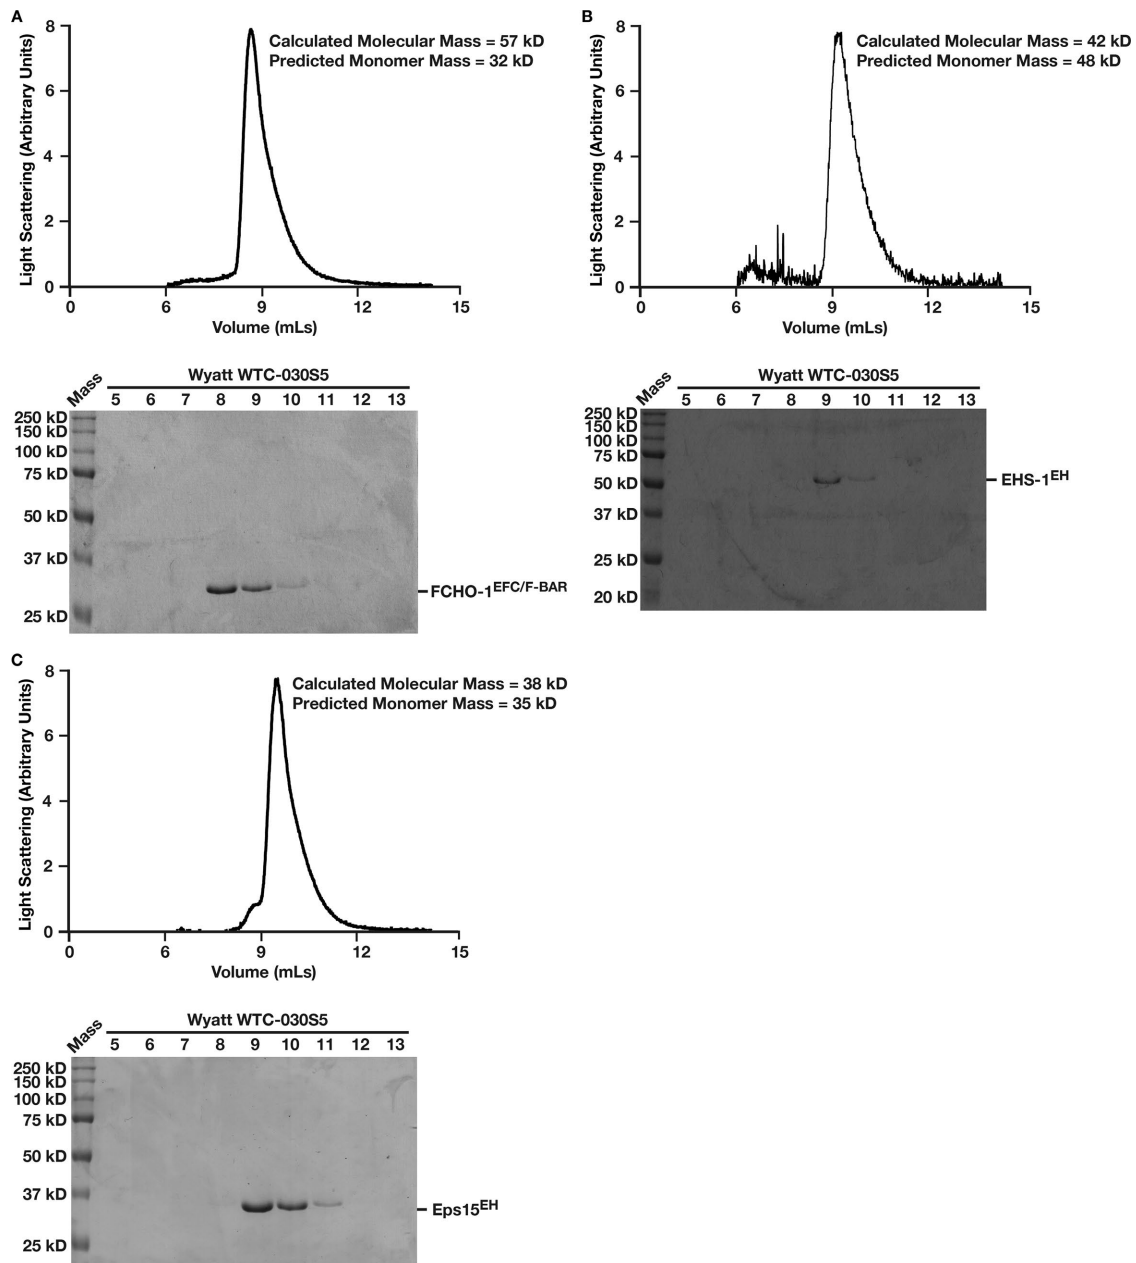 A
Light Scattering (Arbitrary Units)
8
6
4
2
0
Calculated Molecular Mass = 57 kD
Predicted Monomer Mass = 32 kD
0 6 9 12 15
Volume (mLs)
Mass
Wyatt WTC-030S5
5 6 7 8 9 10 11 12 13
250 kD
150 kD
100 kD
75 kD
50 kD
37 kD
25 kD
FCHO-1EFC/F-BAR
B
Light Scattering (Arbitrary Units)
8
6
4
2
0
Calculated Molecular Mass = 42 kD
Predicted Monomer Mass = 48 kD
0 6 9 12 15
Volume (mLs)
Mass
Wyatt WTC-030S5
5 6 7 8 9 10 11 12 13
250 kD
150 kD
100 kD
75 kD
50 kD
37 kD
25 kD
20 kD
EHS-1EH
C
Light Scattering (Arbitrary Units)
8
6
4
2
0
Calculated Molecular Mass = 38 kD
Predicted Monomer Mass = 35 kD
0 6 9 12 15
Volume (mLs)
Mass
Wyatt WTC-030S5
5 6 7 8 9 10 11 12 13
250 kD
150 kD
100 kD
75 kD
50 kD
37 kD
25 kD
Eps15EH